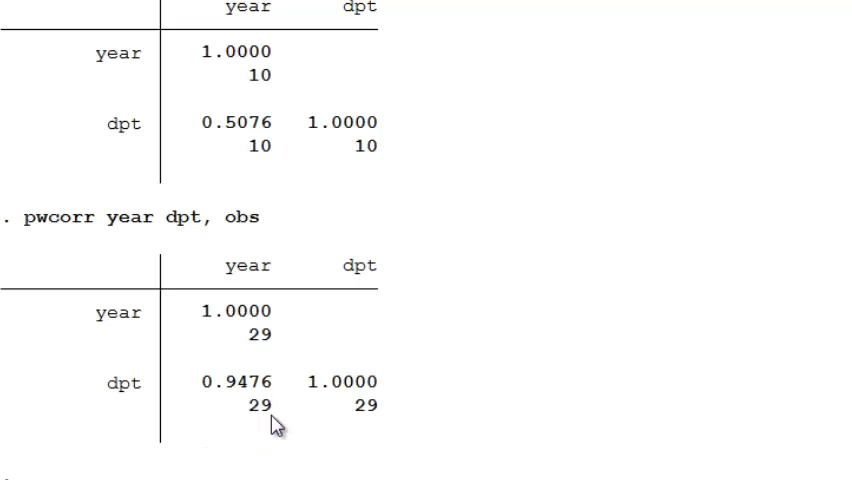 year dpt
year 1.0000
10
dpt 0.5076 1.0000
10 10
. pwcorr year dpt, obs
year dpt
year 1.0000
29
dpt 0.9476 1.0000
29 29